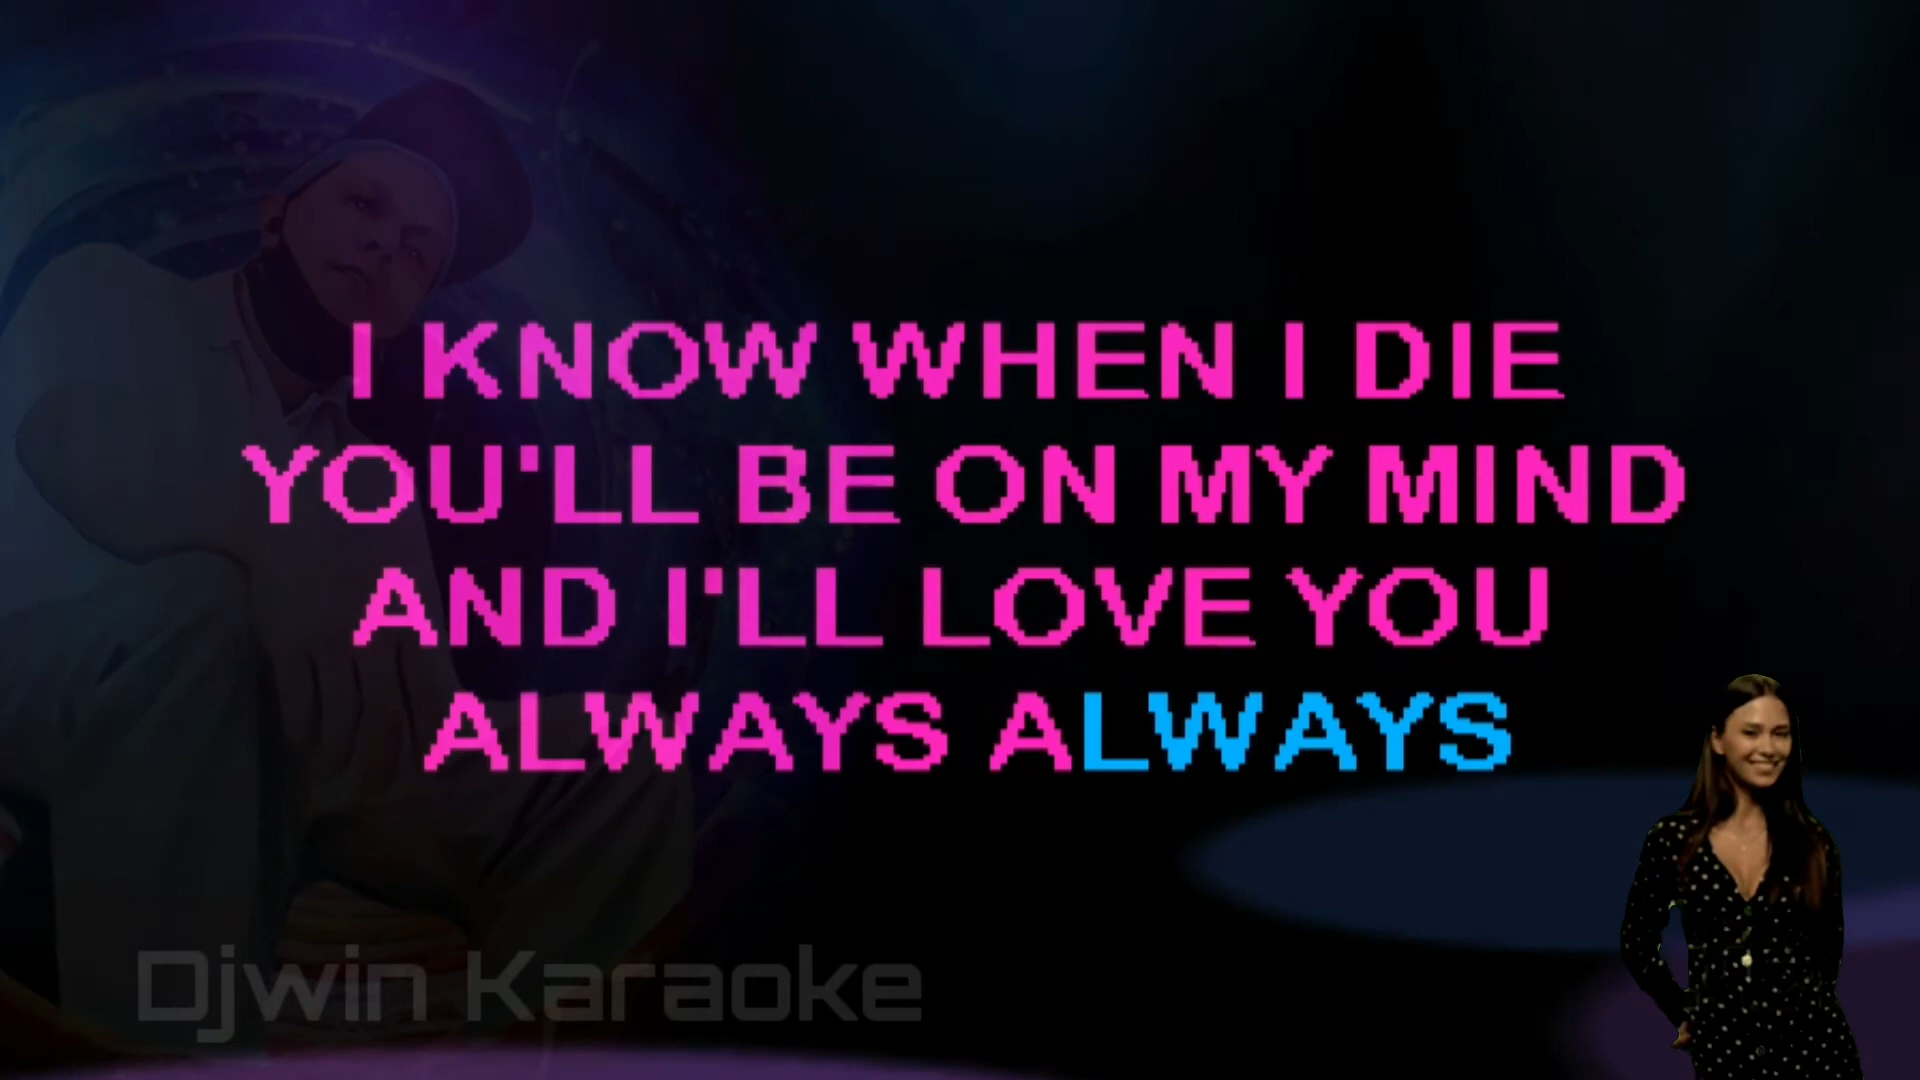 I KNOW WHEN I DIE
YOU'LL BE ON MY MIND
AND I'LL LOVE YOU
ALWAYS ALWAYS
Djwin Karaoke